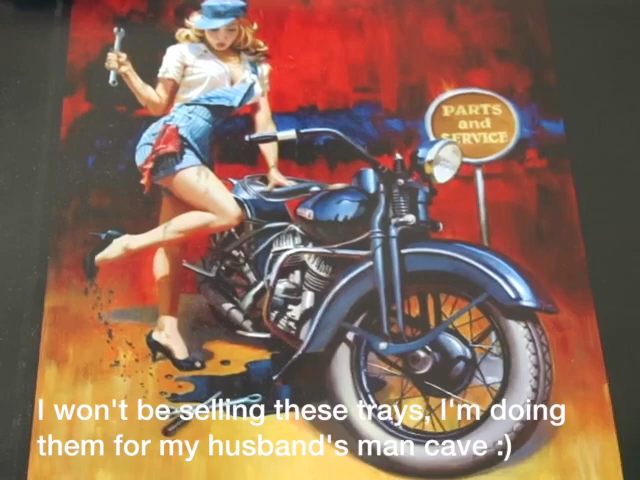 PARTS
and
SERVICE
I won't be selling these trays, I'm doing
them for my husband's man cave :)